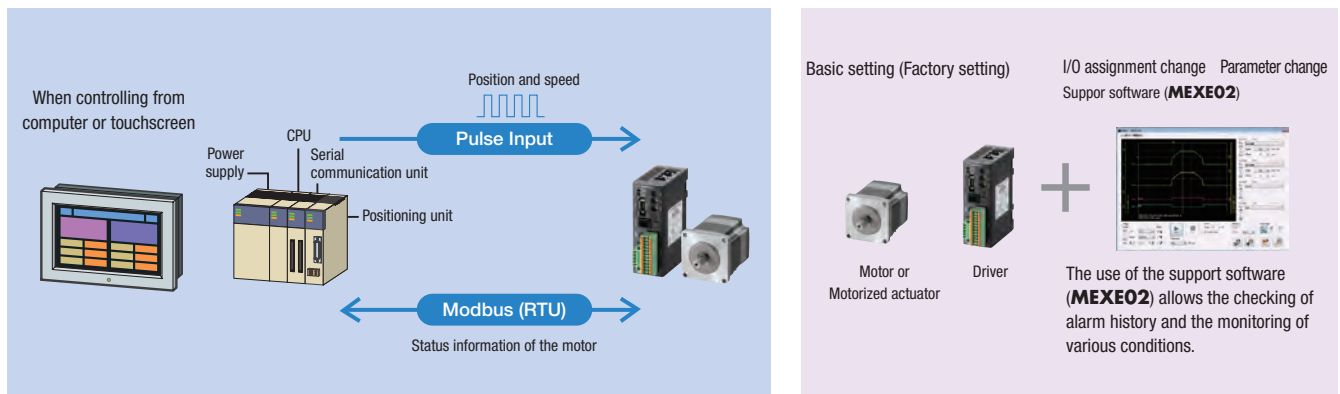 When controlling from
computer or touchscreen
Power
supply
CPU
Serial
communication unit
Positioning unit
Position and speed
Pulse Input
Modbus (RTU)
Status information of the motor
Basic setting (Factory setting)
Motor or
Motorized actuator
Driver
I/O assignment change Parameter change
Suppor software (MEXE02)
The use of the support software
(MEXE02) allows the checking of
alarm history and the monitoring of
various conditions.